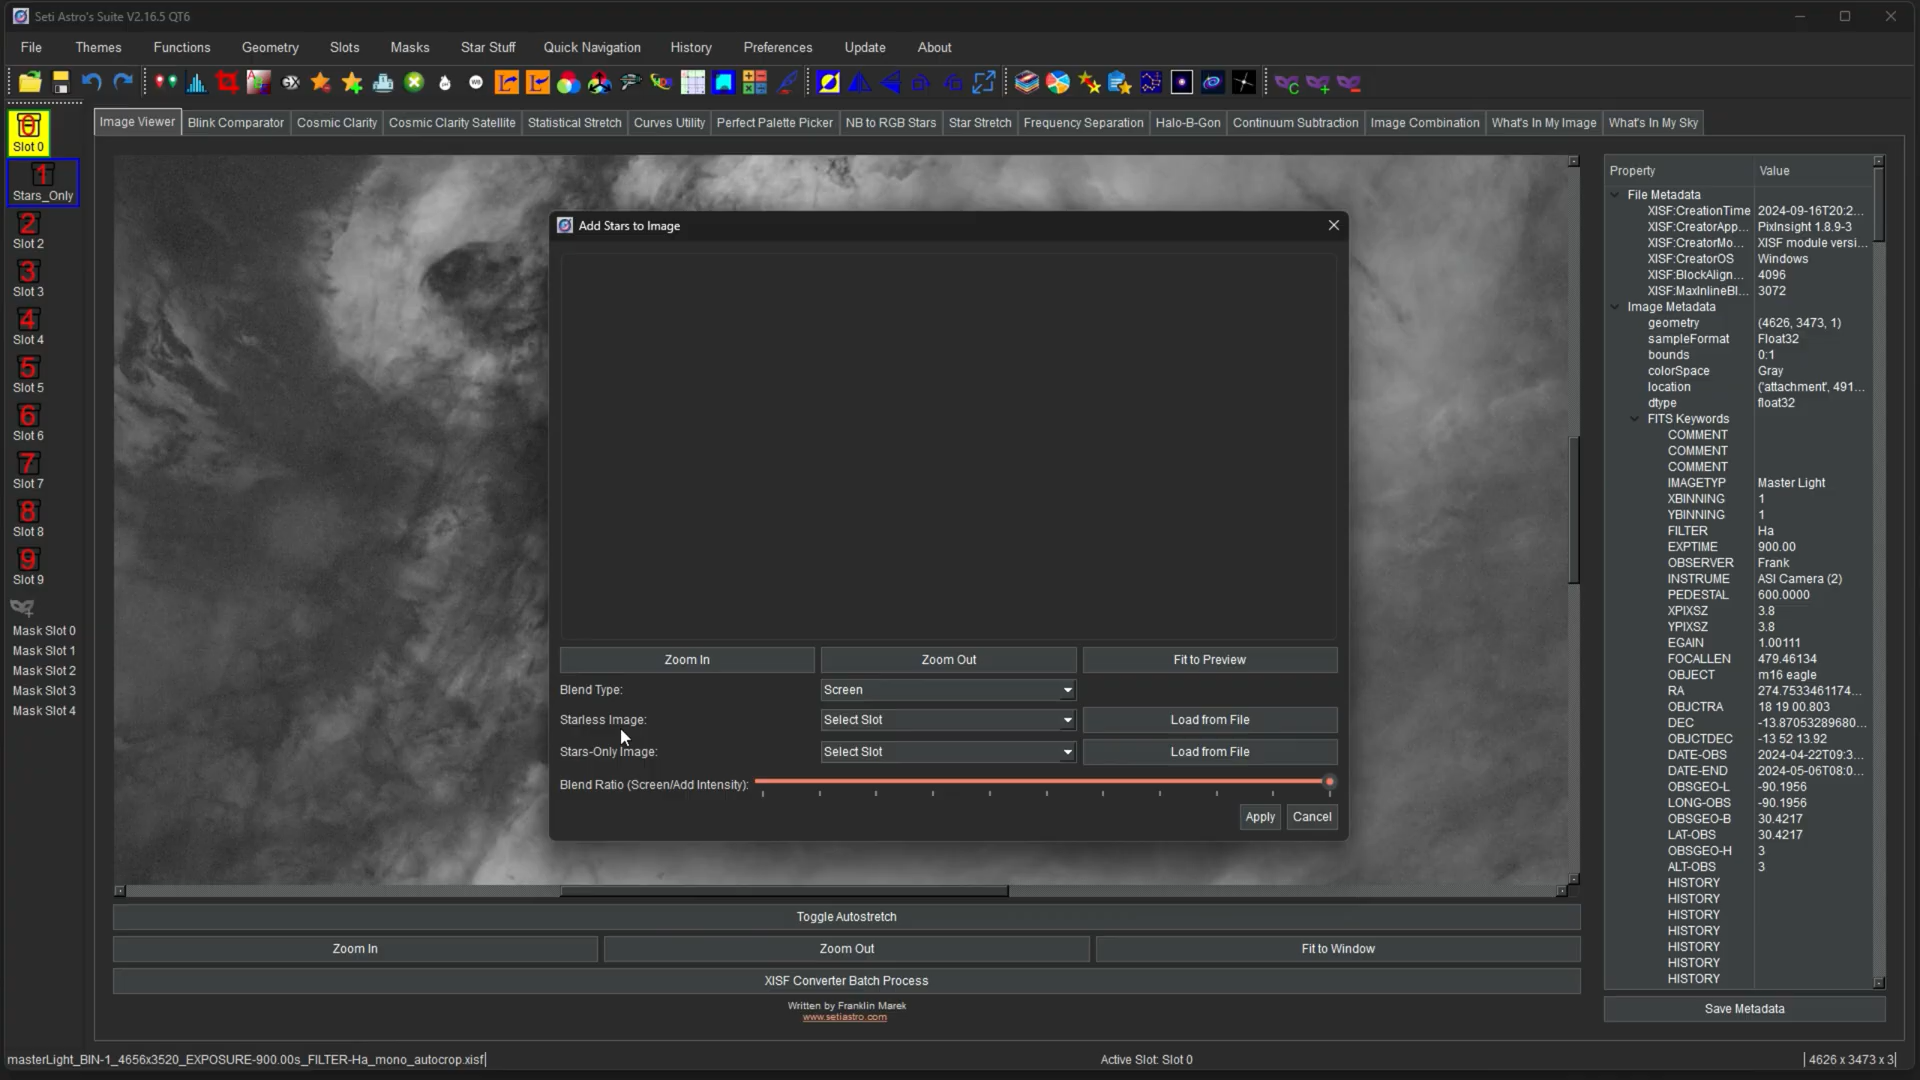 Seti Astro's Suite V2.16.5 QT6
File Themes Functions Geometry Slots Masks Star Stuff Quick Navigation History Preferences Update About
Image Viewer Blink Comparator Cosmic Clarity Cosmic Clarity Satellite Statistical Stretch Curves Utility Perfect Palette Picker NB to RGB Stars Star Stretch Frequency Separation Halo-B-Gon Continuum Subtraction Image Combination What's In My Image What's In My Sky
0
Slot 0
1
Stars_Only
2
Slot 2
3
Slot 3
4
Slot 4
5
Slot 5
6
Slot 6
7
Slot 7
8
Slot 8
9
Slot 9
Mask Slot 0
Mask Slot 1
Mask Slot 2
Mask Slot 3
Mask Slot 4
Add Stars to Image
Zoom In Zoom Out Fit to Preview
Blend Type: Screen
Starless Image: Select Slot Load from File
Stars-Only Image: Select Slot Load from File
Blend Ratio (Screen/Add Intensity):
Apply Cancel
Toggle Autostretch
Zoom In Zoom Out Fit to Window
XISF Converter Batch Process
Written by Franklin Marek
www.setiastro.com
Property Value
File Metadata
XISF:CreationTime 2024-09-16T20:2...
XISF:CreatorApp... PixInsight 1.8.9-3
XISF:CreatorMo... XISF module versi...
XISF:CreatorOS Windows
XISF:BlockAlign... 4096
XISF:MaxInlineBl... 3072
Image Metadata
geometry (4626, 3473, 1)
sampleFormat Float32
bounds 0:1
colorSpace Gray
location ('attachment', 491...
dtype float32
FITS Keywords
COMMENT
COMMENT
COMMENT
IMAGETYP Master Light
XBINNING 1
YBINNING 1
FILTER Ha
EXPTIME 900.00
OBSERVER Frank
INSTRUME ASI Camera (2)
PEDESTAL 600.0000
XPIXSZ 3.8
YPIXSZ 3.8
EGAIN 1.00111
FOCALLEN 479.46134
OBJECT m16 eagle
RA 274.7533461174...
OBJCTRA 18 19 00.803
DEC -13.87053289680...
OBJCTDEC -13 52 13.92
DATE-OBS 2024-04-22T09:3...
DATE-END 2024-05-06T08:0...
OBSGEO-L -90.1956
LONG-OBS -90.1956
OBSGEO-B 30.4217
LAT-OBS 30.4217
OBSGEO-H 3
ALT-OBS 3
HISTORY
HISTORY
HISTORY
HISTORY
HISTORY
HISTORY
HISTORY
Save Metadata
masterLight_BIN-1_4656x3520_EXPOSURE-900.00s_FILTER-Ha_mono_autocrop.xisf
Active Slot: Slot 0
4626 x 3473 x 3